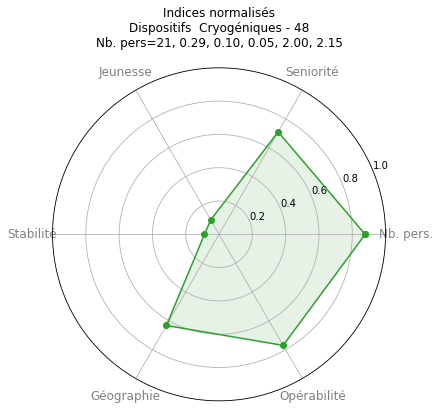 Indices normalisés
Dispositifs  Cryogéniques - 48
Nb. pers=21, 0.29, 0.10, 0.05, 2.00, 2.15
Jeunesse
Seniorité
1.0
0.8
0.6
0.4
0.2
Stabilité
Nb. pers.
Géographie
Opérabilité